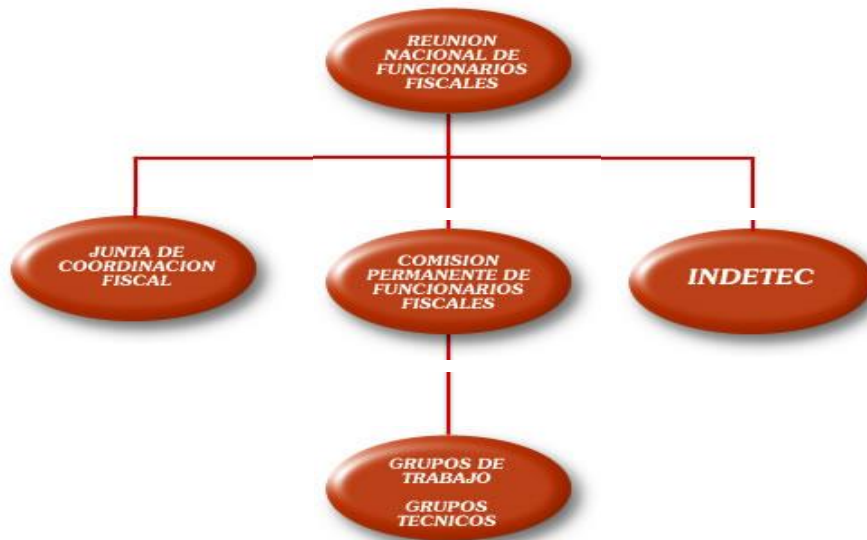 REUNION
NACIONAL DE
FUNCIONARIOS
FISCALES
JUNTA DE
COORDINACION
FISCAL
COMISION
PERMANENTE DE
FUNCIONARIOS
FISCALES
INDETEC
GRUPOS DE
TRABAJO
GRUPOS
TECNICOS